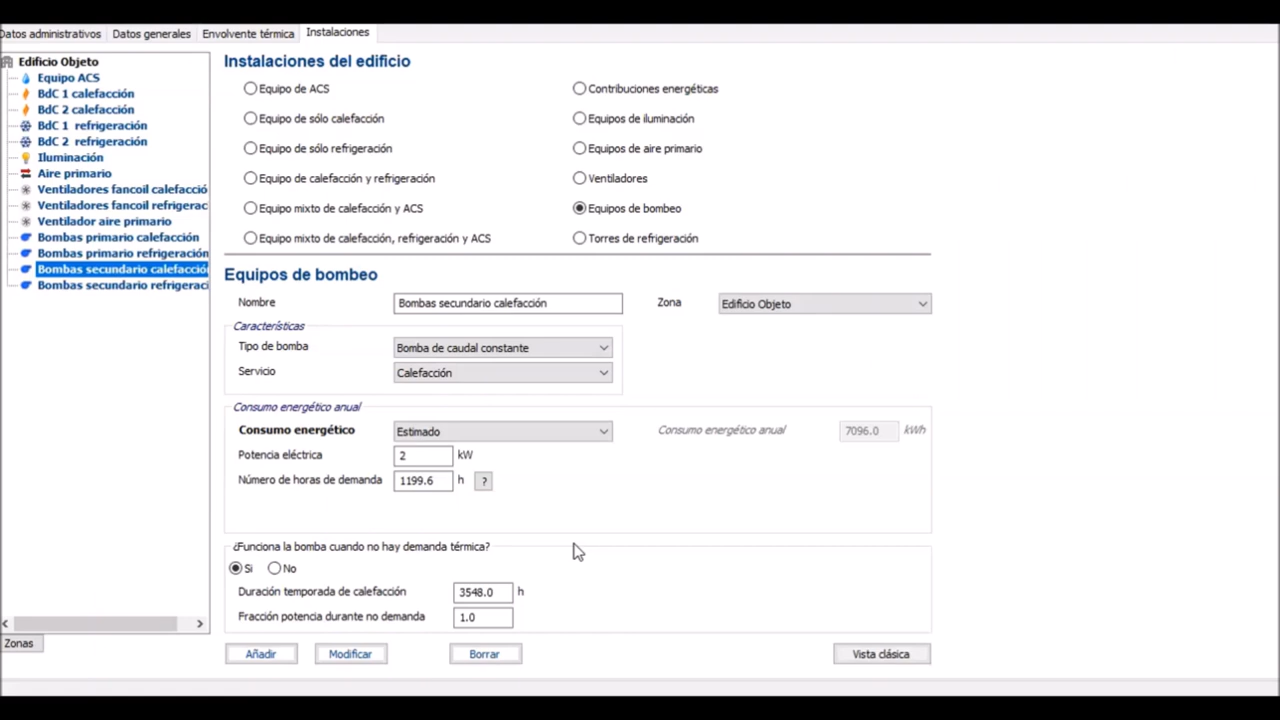 Datos administrativos Datos generales Envolvente térmica Instalaciones
Edificio Objeto
Equipo ACS
BdC 1 calefacción
BdC 2 calefacción
BdC 1 refrigeración
BdC 2 refrigeración
Iluminación
Aire primario
Ventiladores fancoil calefacció
Ventiladores fancoil refrigerac
Ventilador aire primario
Bombas primario calefacción
Bombas primario refrigeración
Bombas secundario calefacció
Bombas secundario refrigeraci
Zonas
Instalaciones del edificio
Equipo de ACS Contribuciones energéticas
Equipo de sólo calefacción Equipos de iluminación
Equipo de sólo refrigeración Equipos de aire primario
Equipo de calefacción y refrigeración Ventiladores
Equipo mixto de calefacción y ACS Equipos de bombeo
Equipo mixto de calefacción, refrigeración y ACS Torres de refrigeración
Equipos de bombeo
Nombre Bombas secundario calefacción Zona Edificio Objeto
Características
Tipo de bomba Bomba de caudal constante
Servicio Calefacción
Consumo energético anual
Consumo energético Estimado Consumo energético anual 7096.0 kWh
Potencia eléctrica 2 kW
Número de horas de demanda 1199.6 h ?
¿Funciona la bomba cuando no hay demanda térmica?
Si No
Duración temporada de calefacción 3548.0 h
Fracción potencia durante no demanda 1.0
Añadir Modificar Borrar Vista clásica